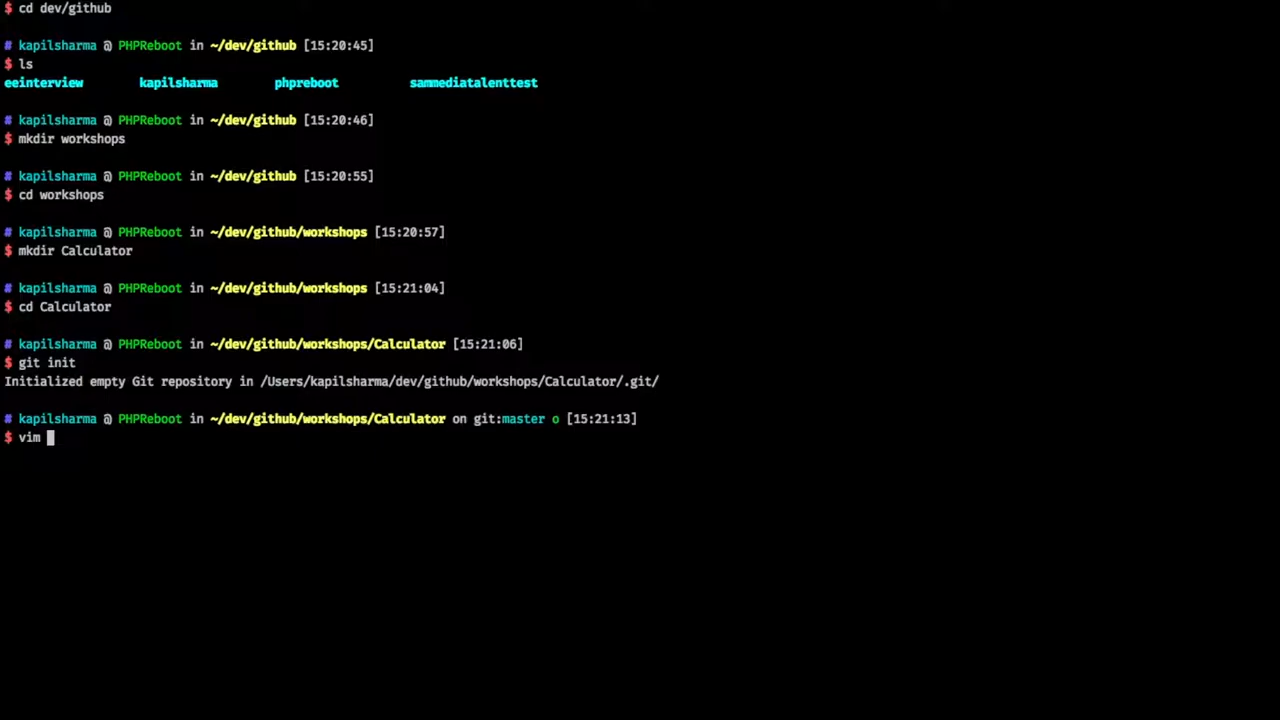 $ cd dev/github
# kapilsharma @ PHPReboot in ~/dev/github [15:20:45]
$ ls
eeinterview kapilsharma phpreboot sammediatalenttest
# kapilsharma @ PHPReboot in ~/dev/github [15:20:46]
$ mkdir workshops
# kapilsharma @ PHPReboot in ~/dev/github [15:20:55]
$ cd workshops
# kapilsharma @ PHPReboot in ~/dev/github/workshops [15:20:57]
$ mkdir Calculator
# kapilsharma @ PHPReboot in ~/dev/github/workshops [15:21:04]
$ cd Calculator
# kapilsharma @ PHPReboot in ~/dev/github/workshops/Calculator [15:21:06]
$ git init
Initialized empty Git repository in /Users/kapilsharma/dev/github/workshops/Calculator/.git/
# kapilsharma @ PHPReboot in ~/dev/github/workshops/Calculator on git:master o [15:21:13]
$ vim